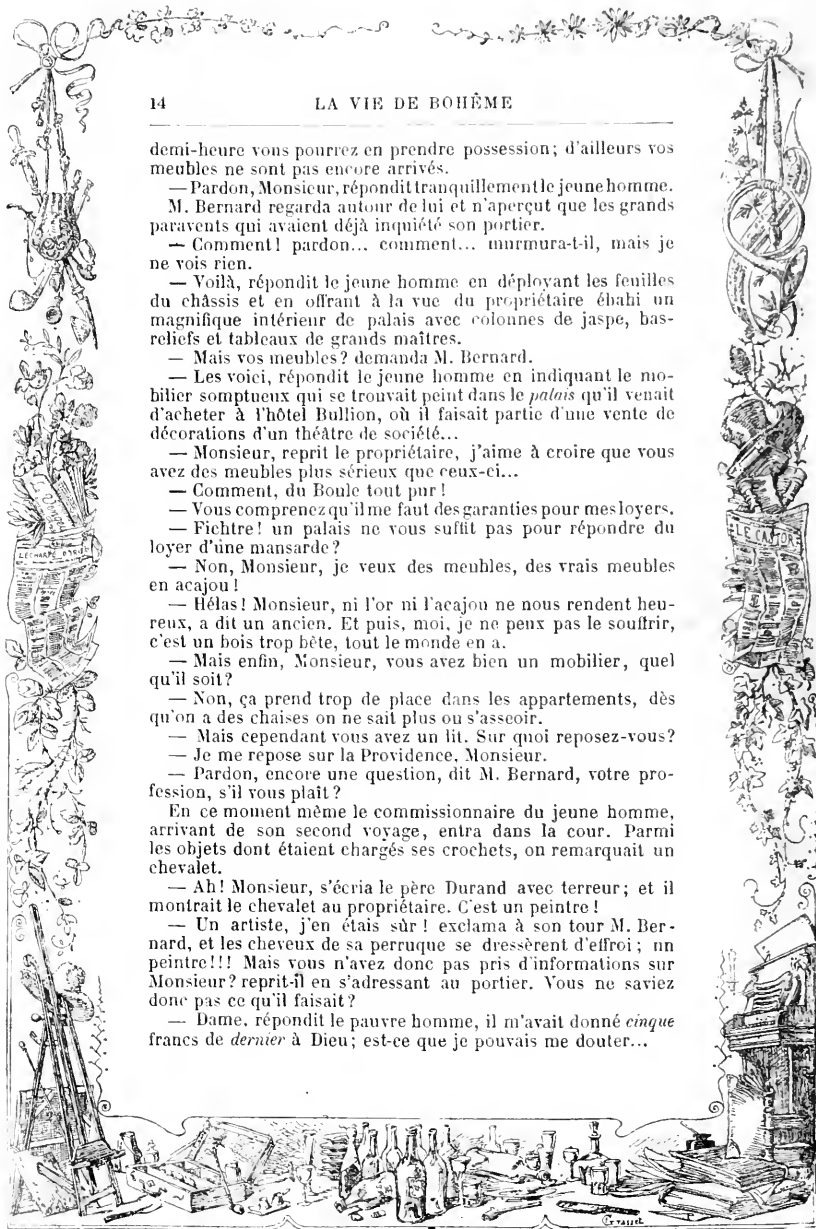 14 LA VIE DE BOHÊME
demi-heure vous pourrez en prendre possession; d'ailleurs vos
meubles ne sont pas encore arrivés.
— Pardon, Monsieur, répondit tranquillement le jeune homme.
M. Bernard regarda autour de lui et n'aperçut que les grands
paravents qui avaient déjà inquiété son portier.
— Comment! pardon... comment... murmura-t-il, mais je
ne vois rien.
— Voilà, répondit le jeune homme en déployant les feuilles
du châssis et en offrant à la vue du propriétaire ébahi un
magnifique intérieur de palais avec colonnes de jaspe, bas-
reliefs et tableaux de grands maîtres.
— Mais vos meubles? demanda M. Bernard.
— Les voici, répondit le jeune homme en indiquant le mo-
bilier somptueux qui se trouvait peint dans le palais qu'il venait
d'acheter à l'hôtel Bullion, où il faisait partie d'une vente de
décorations d'un théâtre de société...
— Monsieur, reprit le propriétaire, j'aime à croire que vous
avez des meubles plus sérieux que ceux-ci...
— Comment, du Boule tout pur!
— Vous comprenez qu'il me faut des garanties pour mes loyers.
— Fichtre! un palais ne vous suffit pas pour répondre du
loyer d'une mansarde?
— Non, Monsieur, je veux des meubles, des vrais meubles
en acajou!
— Hélas! Monsieur, ni l'or ni l'acajou ne nous rendent heu-
reux, a dit un ancien. Et puis, moi, je ne peux pas le souffrir,
c'est un bois trop bête, tout le monde en a.
— Mais enfin, Monsieur, vous avez bien un mobilier, quel
qu'il soit?
— Non, ça prend trop de place dans les appartements, dès
qu'on a des chaises on ne sait plus ou s'asseoir.
— Mais cependant vous avez un lit. Sur quoi reposez-vous?
— Je me repose sur la Providence, Monsieur.
— Pardon, encore une question, dit M. Bernard, votre pro-
fession, s'il vous plaît?
En ce moment même le commissionnaire du jeune homme,
arrivant de son second voyage, entra dans la cour. Parmi
les objets dont étaient chargés ses crochets, on remarquait un
chevalet.
— Ah! Monsieur, s'écria le père Durand avec terreur; et il
montrait le chevalet au propriétaire. C'est un peintre!
— Un artiste, j'en étais sûr! exclama à son tour M. Ber-
nard, et les cheveux de sa perruque se dressèrent d'effroi; un
peintre!!! Mais vous n'avez donc pas pris d'informations sur
Monsieur? reprit-il en s'adressant au portier. Vous ne saviez
donc pas ce qu'il faisait?
— Dame, répondit le pauvre homme, il m'avait donné cinque
francs de dernier à Dieu; est-ce que je pouvais me douter...
LE CASTOR
Grasset